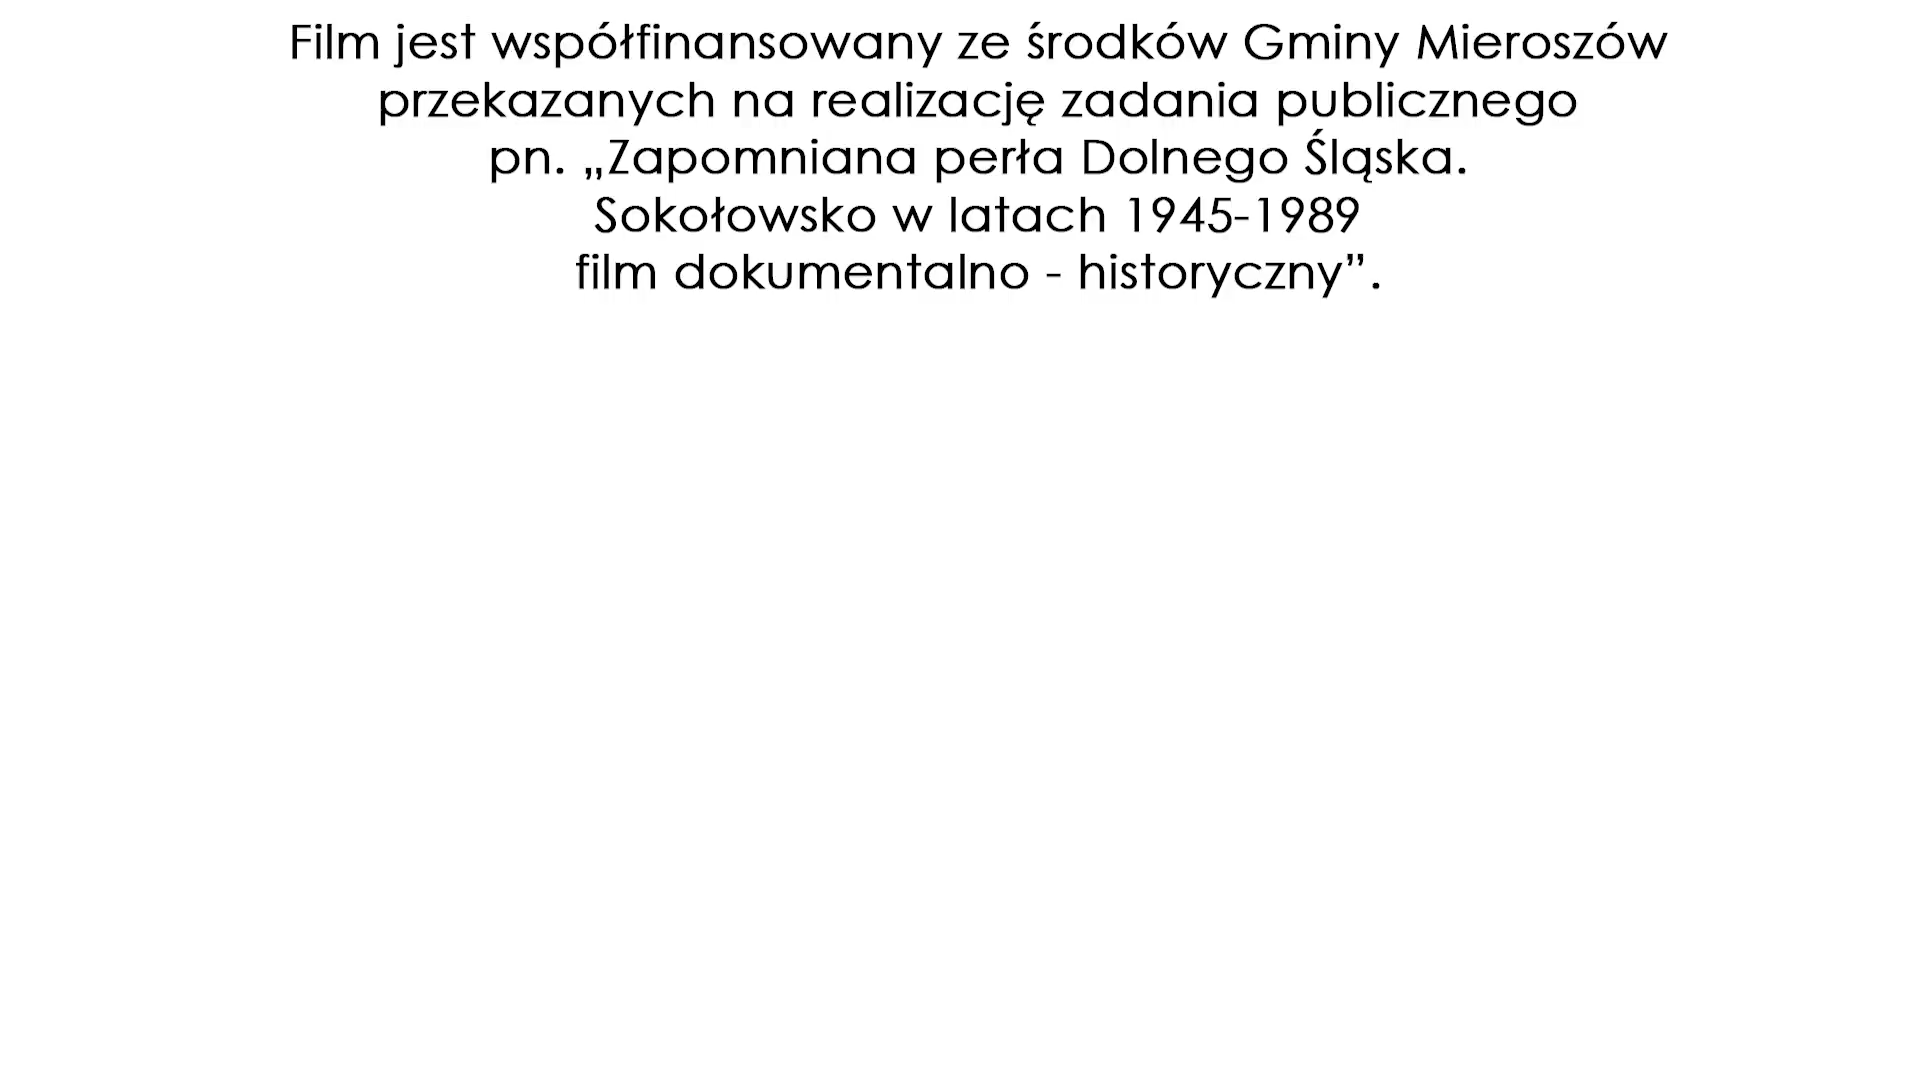 Film jest współfinansowany ze środków Gminy Mieroszów
przekazanych na realizację zadania publicznego
pn. „Zapomniana perła Dolnego Śląska.
Sokołowsko w latach 1945-1989
film dokumentalno - historyczny”.